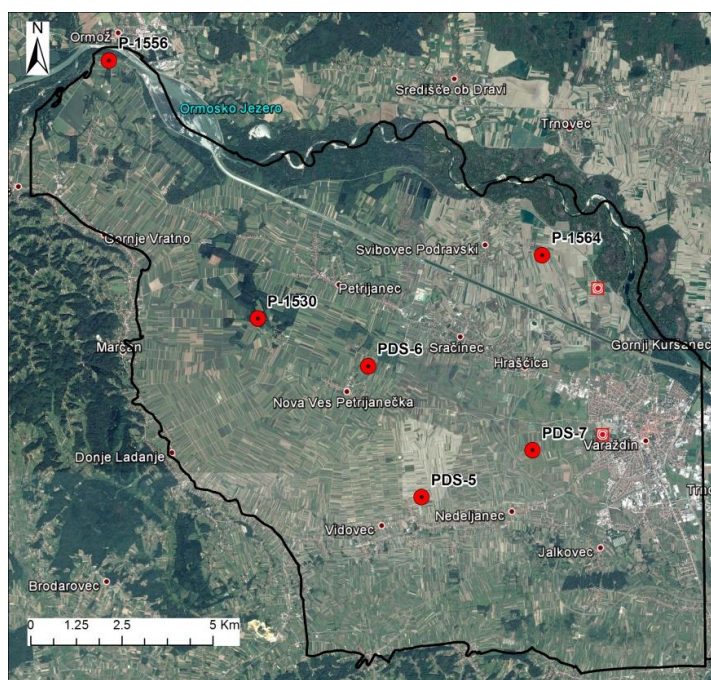 N
Ormož
P-1556
Središče ob Dravi
Ormosko Jezero
Trnovec
Gornje Vratno
Svibovec Podravski
P-1564
Petrijanec
P-1530
Marčan
Sračinec
Gornji Kuršanec
PDS-6
Hrašćica
Nova Ves Petrijanečka
PDS-7
Varaždin
Donje Ladanje
PDS-5
Nedeljanec
Vidovec
Jalkovec
Brodarovec
0 1.25 2.5 5 Km